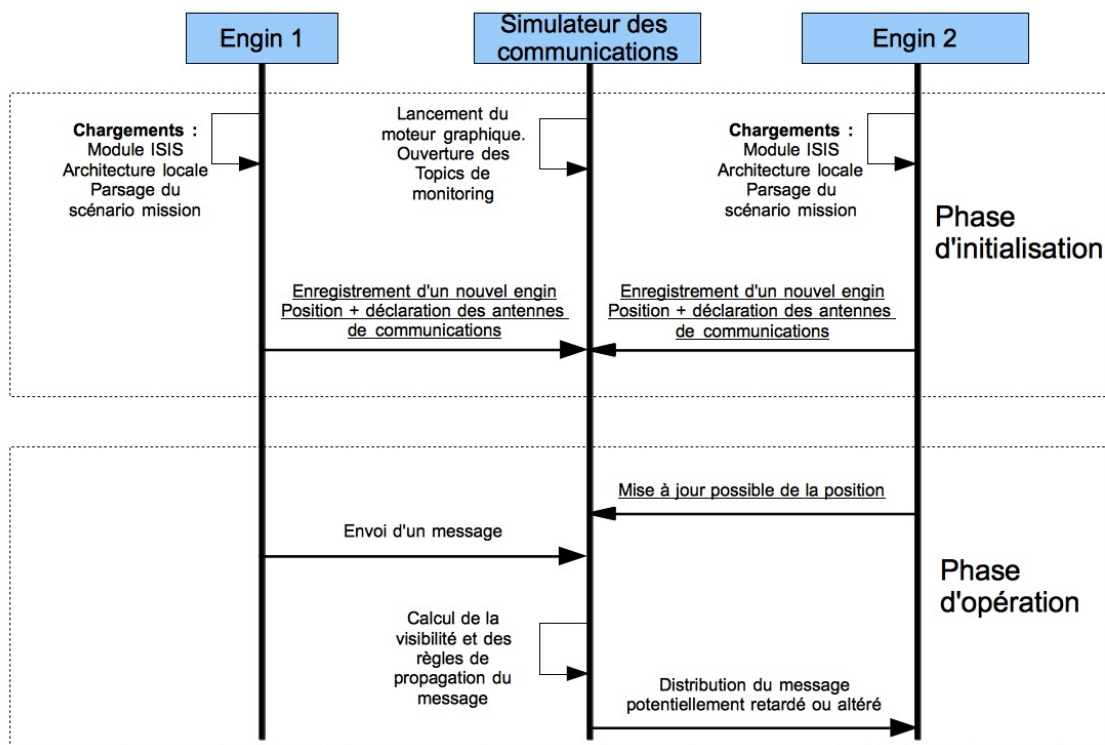 Engin 1
Simulateur des
communications
Engin 2
Chargements :
Module ISIS
Architecture locale
Parsage du
scénario mission
Lancement du
moteur graphique.
Ouverture des
Topics de
monitoring
Chargements :
Module ISIS
Architecture locale
Parsage du
scénario mission
Phase
d'initialisation
Enregistrement d'un nouvel engin
Position + déclaration des antennes
de communications
Enregistrement d'un nouvel engin
Position + déclaration des antennes
de communications
Mise à jour possible de la position
Envoi d'un message
Phase
d'opération
Calcul de la
visibilité et des
règles de
propagation du
message
Distribution du message
potentiellement retardé ou altéré